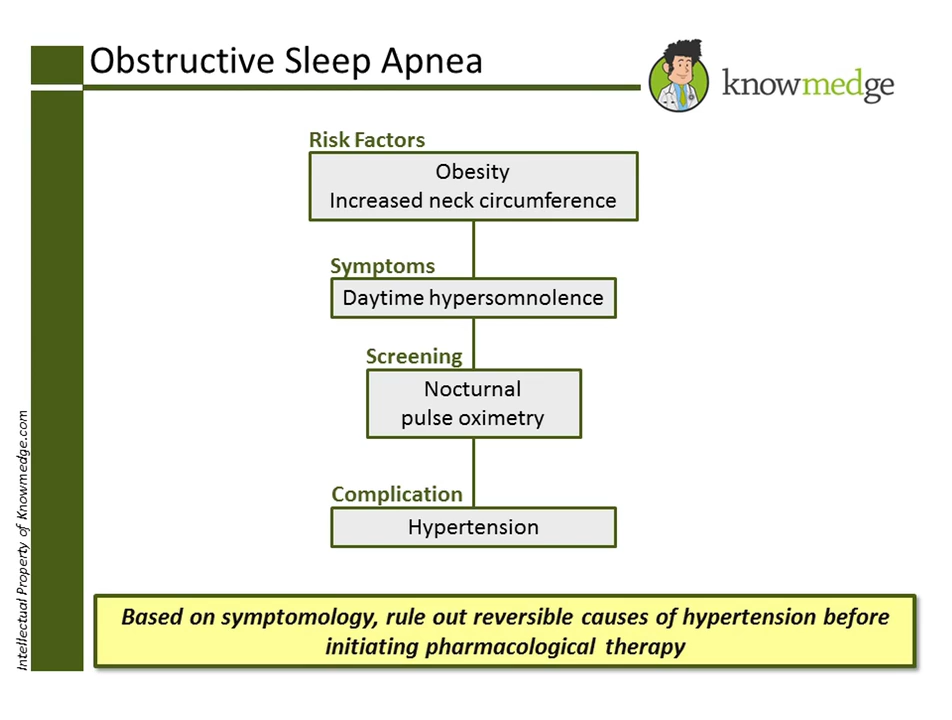 Obstructive Sleep Apnea
knowmedge
Risk Factors
Obesity
Increased neck circumference
Symptoms
Daytime hypersomnolence
Screening
Nocturnal
pulse oximetry
Complication
Hypertension
Based on symptomology, rule out reversible causes of hypertension before
initiating pharmacological therapy
Intellectual Property of Knowmedge.com